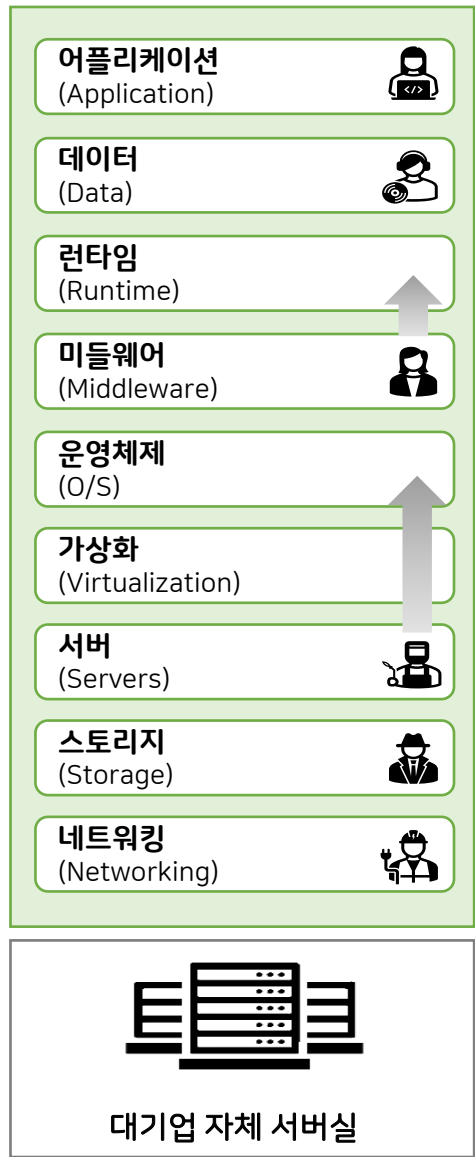 어플리케이션
(Application)
데이터
(Data)
런타임
(Runtime)
미들웨어
(Middleware)
운영체제
(O/S)
가상화
(Virtualization)
서버
(Servers)
스토리지
(Storage)
네트워킹
(Networking)
대기업 자체 서버실